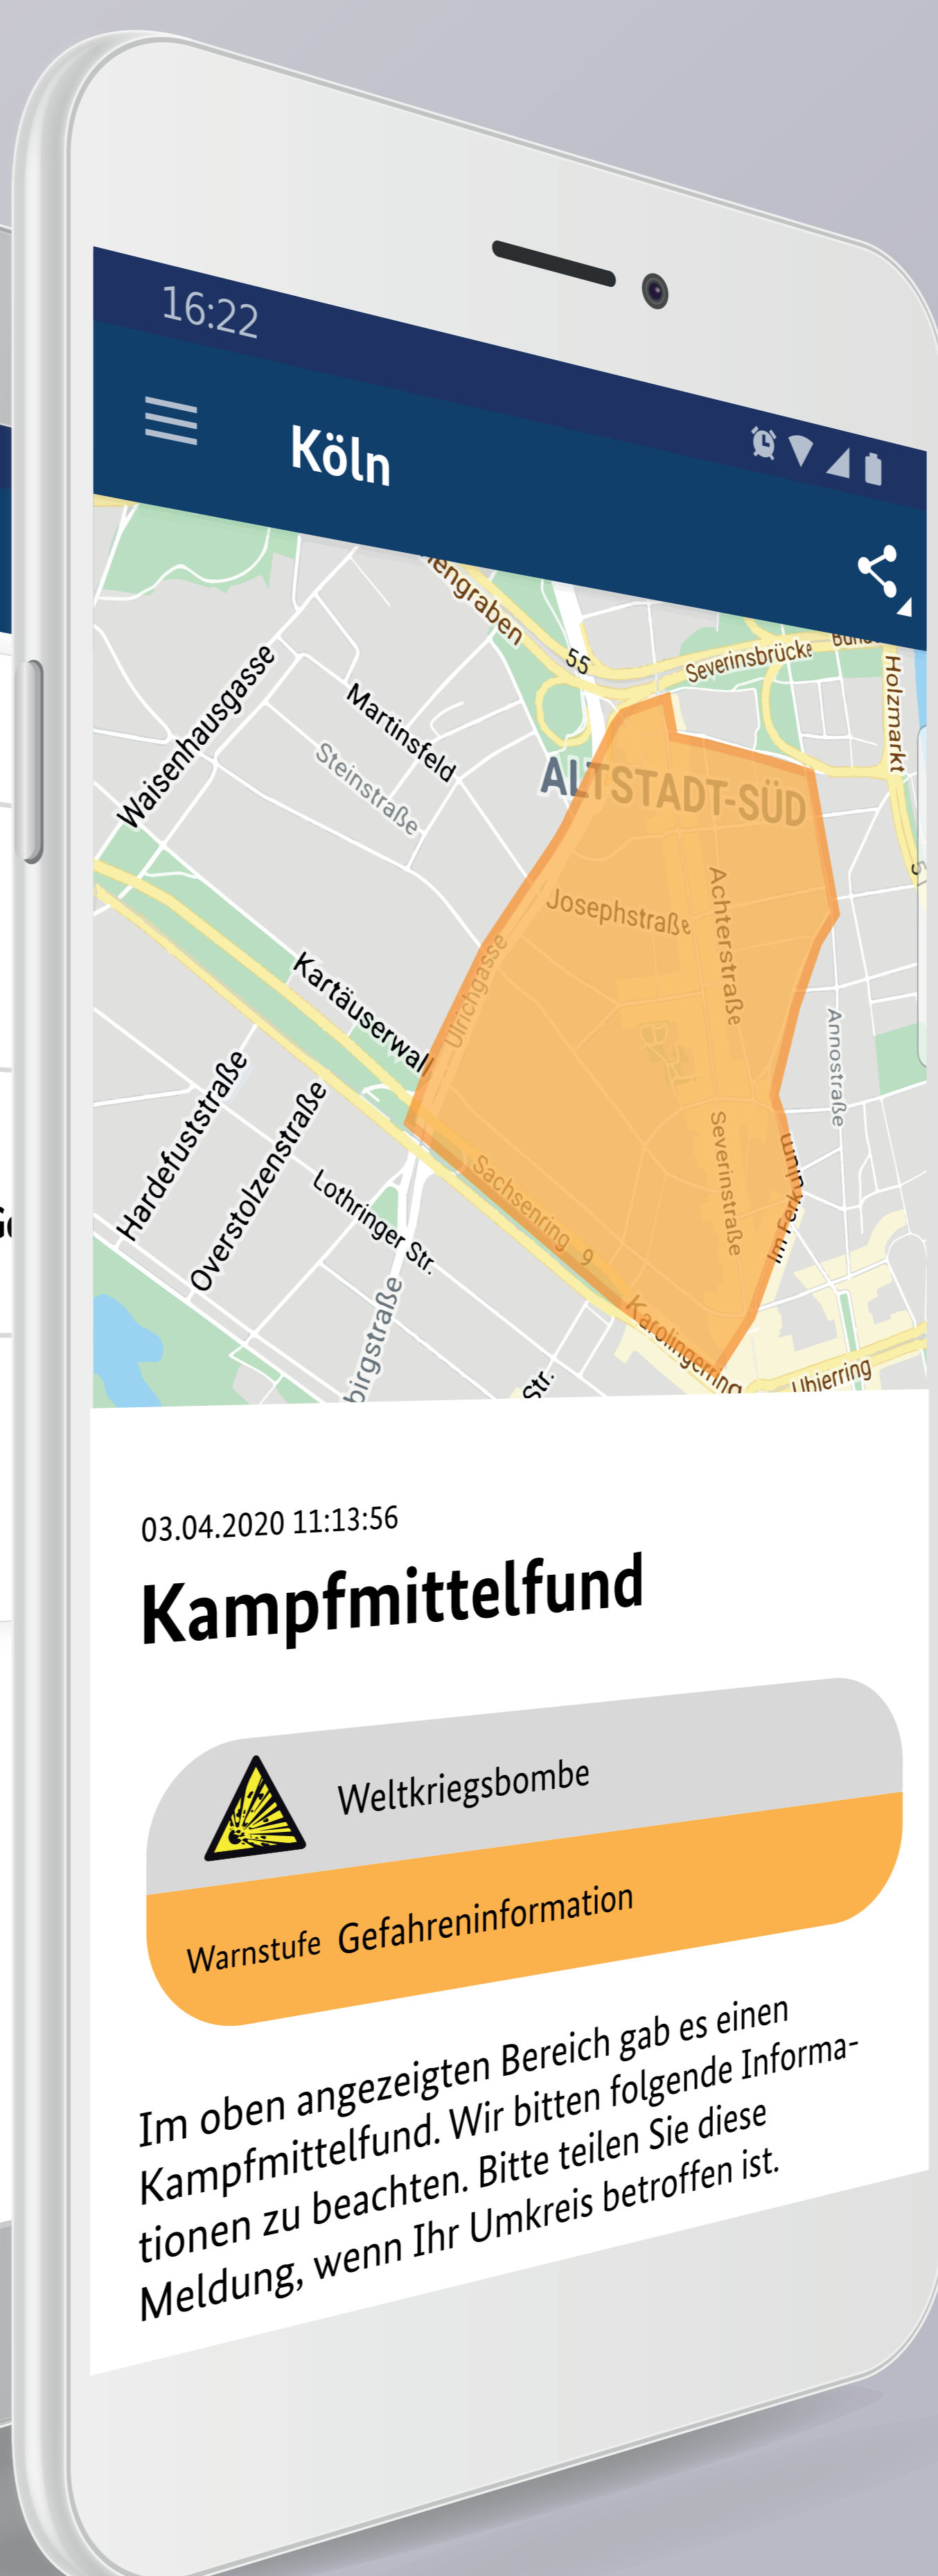 16:22
Köln
55
Severinsbrücke
Holzmarkt
Waisenhausgasse
Martinsfeld
Steinstraße
ALTSTADT-SÜD
Josephstraße
Achterstraße
Ulrichgasse
Kartäuserwall
Annostraße
Hardefuststraße
Overstolzenstraße
Lothringer Str.
Sachsenring
9
Severinstraße
Im Ferkulum
Karolingerring
Ubierring
Str.
03.04.2020 11:13:56
Kampfmittelfund
Weltkriegsbombe
Warnstufe Gefahreninformation
Im oben angezeigten Bereich gab es einen
Kampfmittelfund. Wir bitten folgende Informa-
tionen zu beachten. Bitte teilen Sie diese
Meldung, wenn Ihr Umkreis betroffen ist.